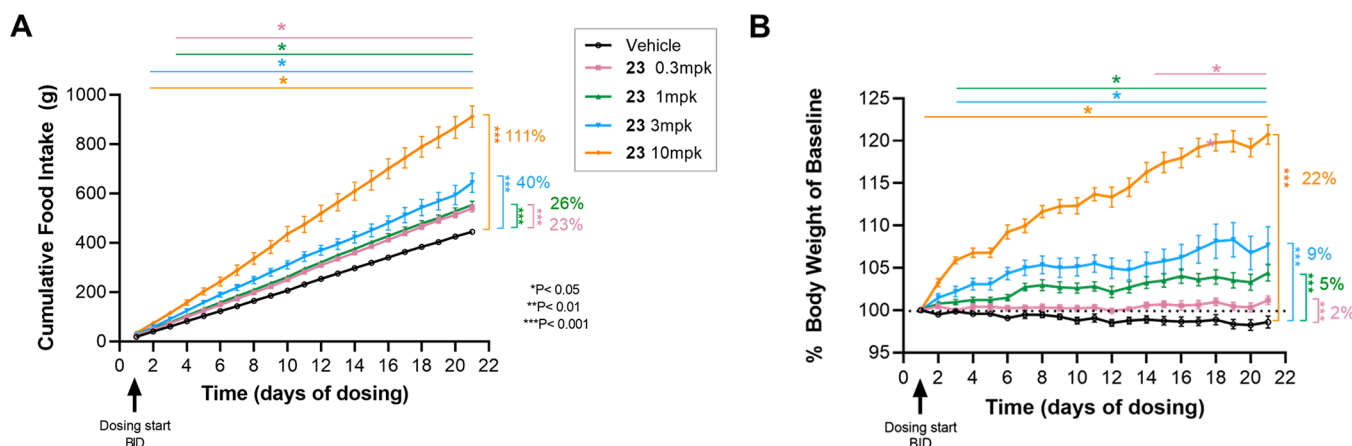 A
B
*
*
*
*
Cumulative Food Intake (g)
1000
800
600
400
200
0
0 2 4 6 8 10 12 14 16 18 20 22
Time (days of dosing)
Dosing start
BID
*** 111%
*** 40%
26%
*** ***
23%
*P< 0.05
**P< 0.01
***P< 0.001
Vehicle
23 0.3mpk
23 1mpk
23 3mpk
23 10mpk
*
*
*
*
% Body Weight of Baseline
125
120
115
110
105
100
95
0 2 4 6 8 10 12 14 16 18 20 22
Time (days of dosing)
Dosing start
BID
*
*** 22%
*** 9%
*** 5%
*** 2%